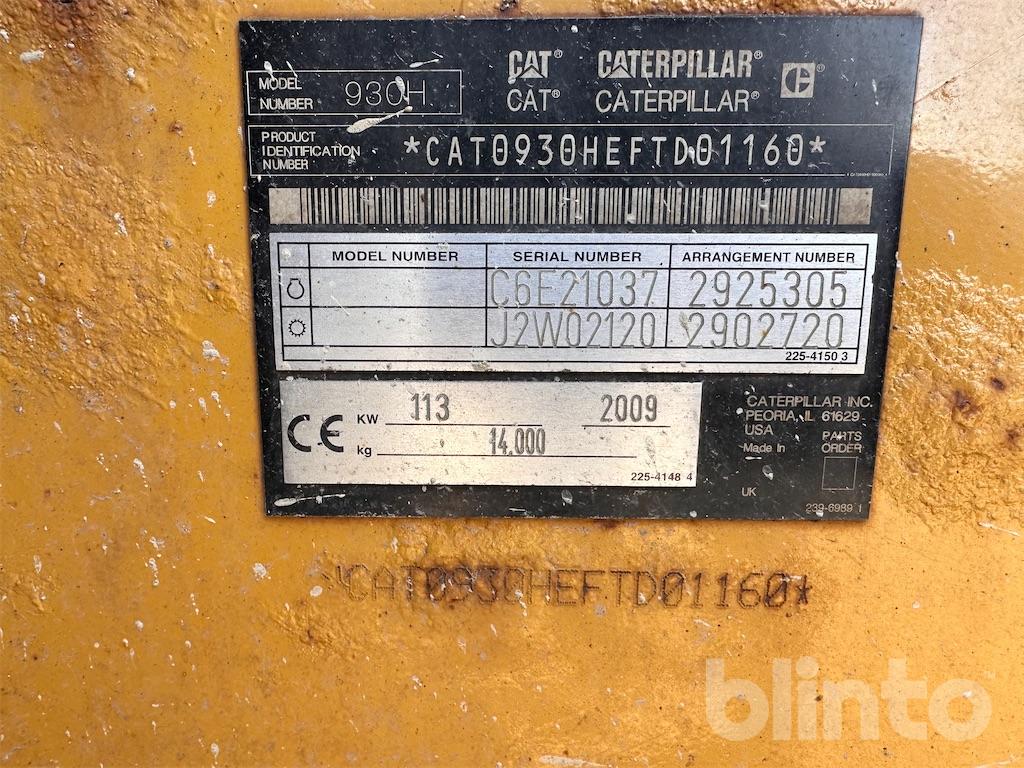 CAT® CATERPILLAR®
CAT® CATERPILLAR®
MODEL NUMBER 930H
PRODUCT IDENTIFICATION NUMBER *CAT0930HEFTD01160*
MODEL NUMBER SERIAL NUMBER ARRANGEMENT NUMBER
C6E21037 2925305
J2W02120 2902720
225-4150 3
CE KW 113 2009
kg 14.000
225-4148 4
CATERPILLAR INC.
PEORIA, IL 61629
USA
Made In
UK
PARTS
ORDER
239-6989 1
*CAT0930HEFTD01160*
blinto